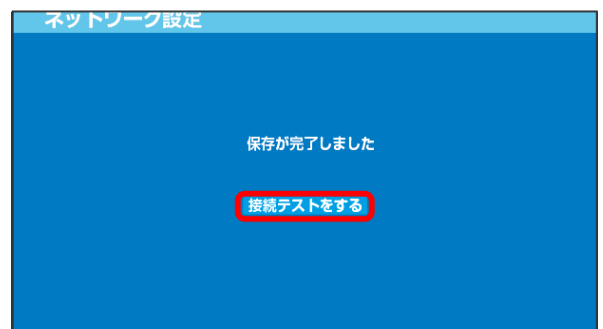 ネットワーク設定
保存が完了しました
接続テストをする